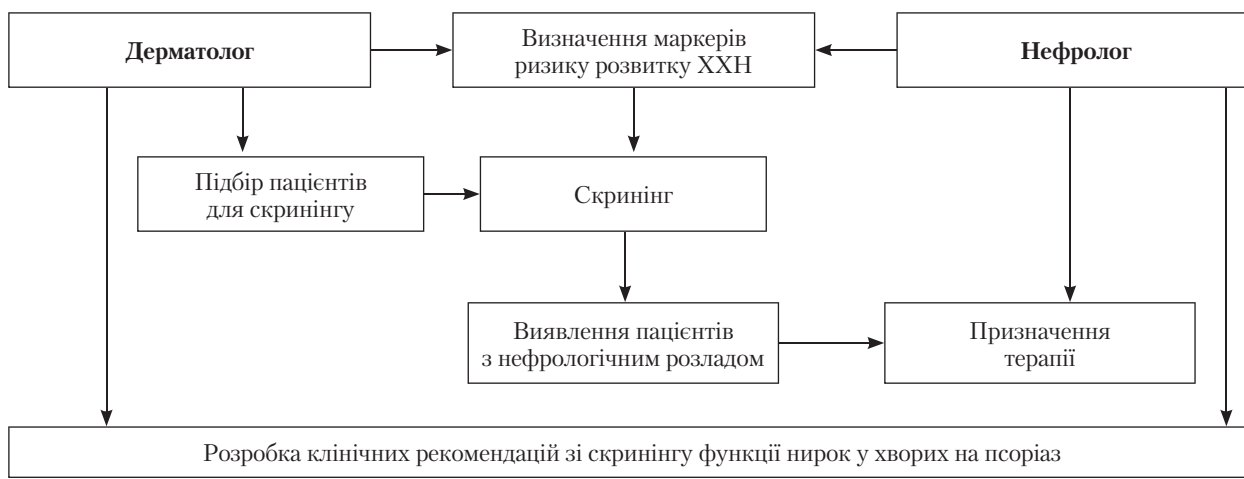 Дерматолог
Визначення маркерів
ризику розвитку ХХН
Нефролог
Підбір пацієнтів
для скринінгу
Скринінг
Виявлення пацієнтів
з нефрологічним розладом
Призначення
терапії
Розробка клінічних рекомендацій зі скринінгу функції нирок у хворих на псоріаз